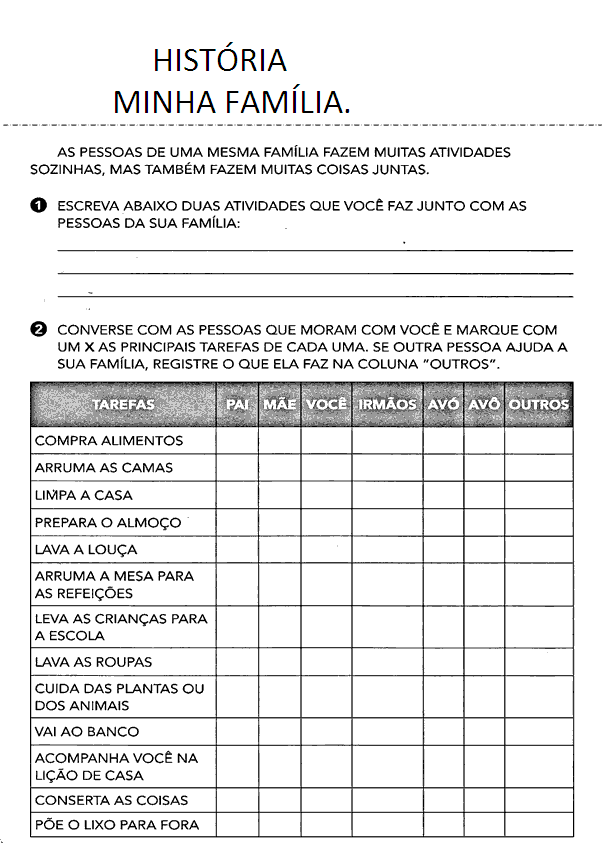 HISTÓRIA
MINHA FAMÍLIA.
AS PESSOAS DE UMA MESMA FAMÍLIA FAZEM MUITAS ATIVIDADES
SOZINHAS, MAS TAMBÉM FAZEM MUITAS COISAS JUNTAS.
1 ESCREVA ABAIXO DUAS ATIVIDADES QUE VOCÊ FAZ JUNTO COM AS
PESSOAS DA SUA FAMÍLIA:
2 CONVERSE COM AS PESSOAS QUE MORAM COM VOCÊ E MARQUE COM
UM X AS PRINCIPAIS TAREFAS DE CADA UMA. SE OUTRA PESSOA AJUDA A
SUA FAMÍLIA, REGISTRE O QUE ELA FAZ NA COLUNA “OUTROS”.
TAREFAS PAI MÃE VOCÊ IRMÃOS AVÓ AVÔ OUTROS
COMPRA ALIMENTOS
ARRUMA AS CAMAS
LIMPA A CASA
PREPARA O ALMOÇO
LAVA A LOUÇA
ARRUMA A MESA PARA
AS REFEIÇÕES
LEVA AS CRIANÇAS PARA
A ESCOLA
LAVA AS ROUPAS
CUIDA DAS PLANTAS OU
DOS ANIMAIS
VAI AO BANCO
ACOMPANHA VOCÊ NA
LIÇÃO DE CASA
CONSERTA AS COISAS
PÕE O LIXO PARA FORA